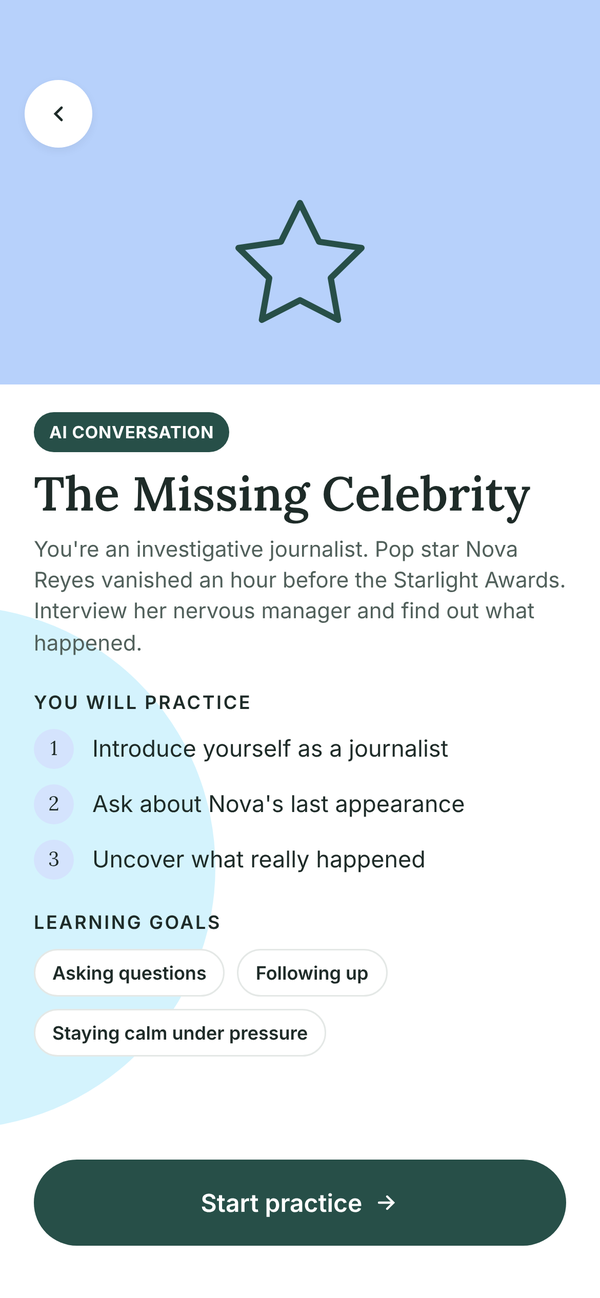 AI CONVERSATION
The Missing Celebrity
You're an investigative journalist. Pop star Nova
Reyes vanished an hour before the Starlight Awards.
Interview her nervous manager and find out what
happened.
YOU WILL PRACTICE
1 Introduce yourself as a journalist
2 Ask about Nova's last appearance
3 Uncover what really happened
LEARNING GOALS
Asking questions Following up
Staying calm under pressure
Start practice →